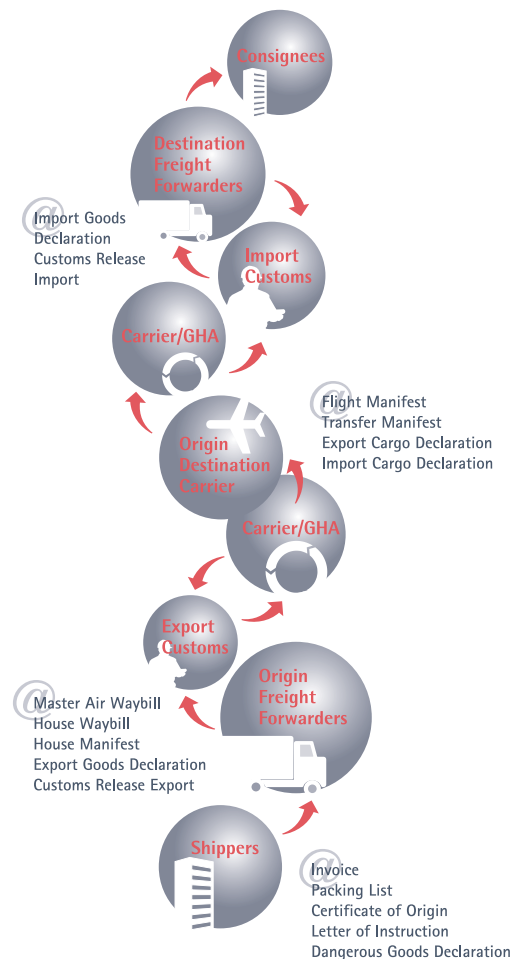 Consignees
Destination
Freight
Forwarders
@
Import Goods
Declaration
Customs Release
Import
Import
Customs
Carrier/GHA
@
Flight Manifest
Transfer Manifest
Export Cargo Declaration
Import Cargo Declaration
Origin
Destination
Carrier
Carrier/GHA
Export
Customs
Origin
Freight
Forwarders
@
Master Air Waybill
House Waybill
House Manifest
Export Goods Declaration
Customs Release Export
Shippers
@
Invoice
Packing List
Certificate of Origin
Letter of Instruction
Dangerous Goods Declaration